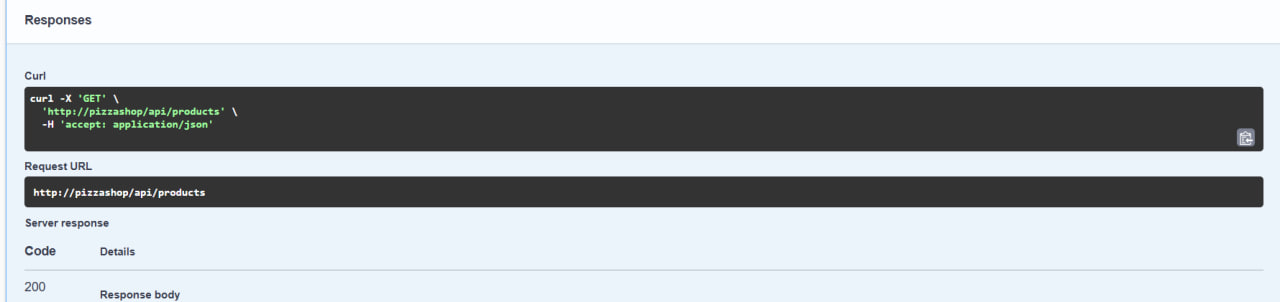 Responses
Curl
curl -X 'GET' \
'http://pizzashop/api/products' \
-H 'accept: application/json'
Request URL
http://pizzashop/api/products
Server response
Code Details
200
Response body